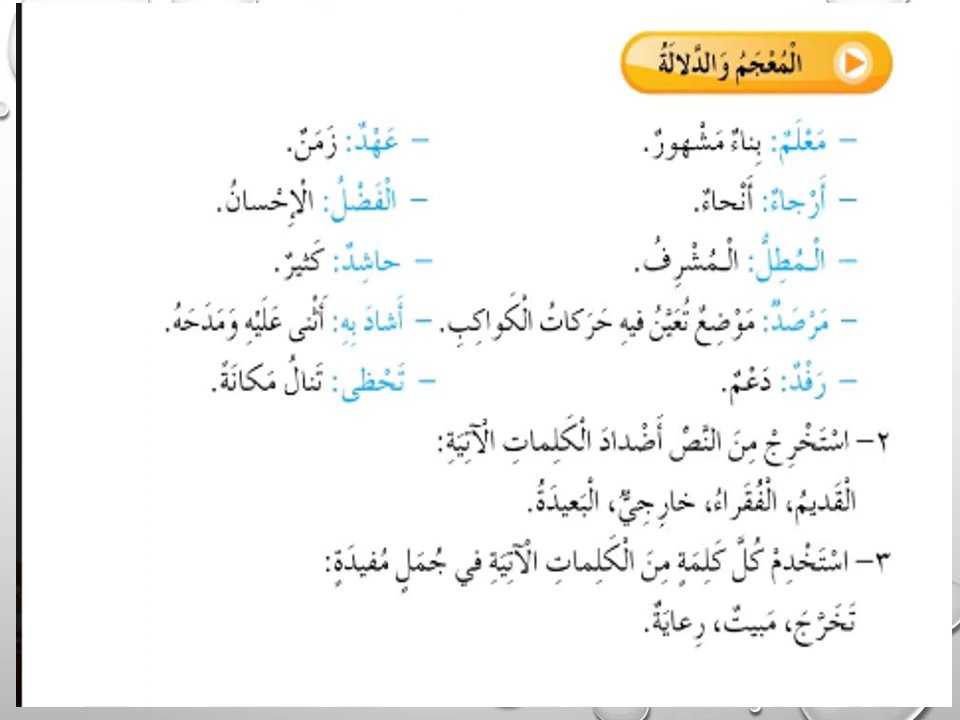 الْمُعْجَمُ وَالدَّلالَةُ
– مَعْلَمٌ: بِناءٌ مَشْهورٌ. – عَهْدٌ: زَمَنٌ.
– أَرْجاءٌ: أَنْحاءٌ. – الْفَضْلُ: الْإِحْسانُ.
– الْمُطِلُّ: الْمُشْرِفُ. – حاشِدٌ: كَثيرٌ.
– مَرْصَدٌ: مَوْضِعٌ تُعَيَّنُ فيهِ حَرَكاتُ الْكَواكِبِ. – أَشادَ بِهِ: أَثْنى عَلَيْهِ وَمَدَحَهُ.
– رَفْدٌ: دَعْمٌ. – تَحْظى: تَنالُ مَكانَةً.
٢– اسْتَخْرِجْ مِنَ النَّصِّ أَضْدادَ الْكَلِماتِ الْآتِيَةِ:
الْقَديمُ، الْفُقَراءُ، خارِجِيٌّ، الْبَعيدَةُ.
٣– اسْتَخْدِمْ كُلَّ كَلِمَةٍ مِنَ الْكَلِماتِ الْآتِيَةِ في جُمَلٍ مُفيدَةٍ:
تَخَرَّجَ، مَبيتٌ، رِعايَةٌ.